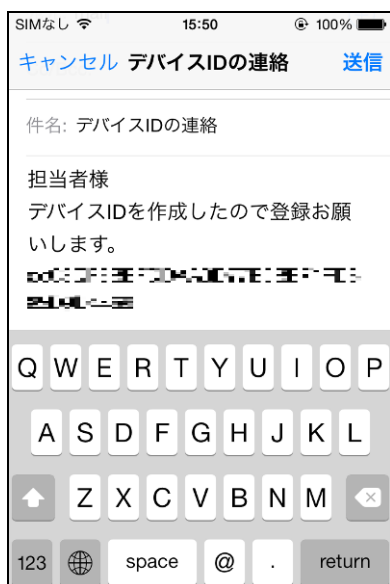 SIMなし 15:50 100%
キャンセル デバイスIDの連絡 送信
件名: デバイスIDの連絡
担当者様
デバイスIDを作成したので登録お願
いします。
Q W E R T Y U I O P
A S D F G H J K L
Z X C V B N M
123 space @ . return